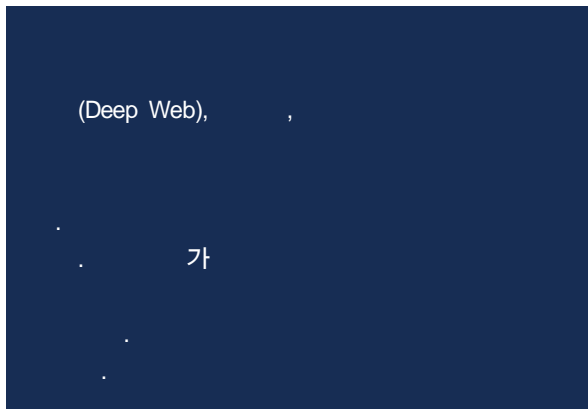 (Deep Web), ,
.
. 가
.
.